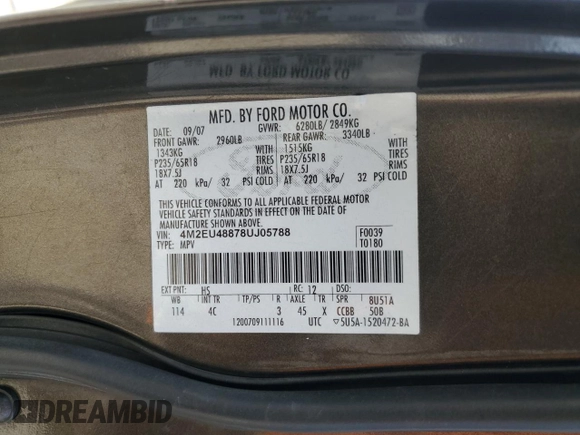 MFD. BY FORD MOTOR CO.
MFD. BY FORD MOTOR CO.
DATE: 09/07 GVWR: 6280LB/ 2849KG
FRONT GAWR: 2960LB REAR GAWR: 3340LB
1343KG 1515KG
P235/65R18 TIRES P235/65R18 TIRES
18X7.5J RIMS 18X7.5J RIMS
AT 220 kPa/ 32 PSI COLD AT 220 kPa/ 32 PSI COLD
THIS VEHICLE CONFORMS TO ALL APPLICABLE FEDERAL MOTOR
VEHICLE SAFETY STANDARDS IN EFFECT ON THE DATE OF
MANUFACTURE SHOWN ABOVE.
VIN: 4M2EU48878UJ05788 F0039
TYPE: MPV T0180
EXT PNT: HS RC: 12 DSO:
WB INT TR TP/PS R AXLE TR SPR 8U51A
114 4C 3 45 X CCBB 50B
1200709111116 UTC ▽5U5A-1520472-BA
DREAMBID